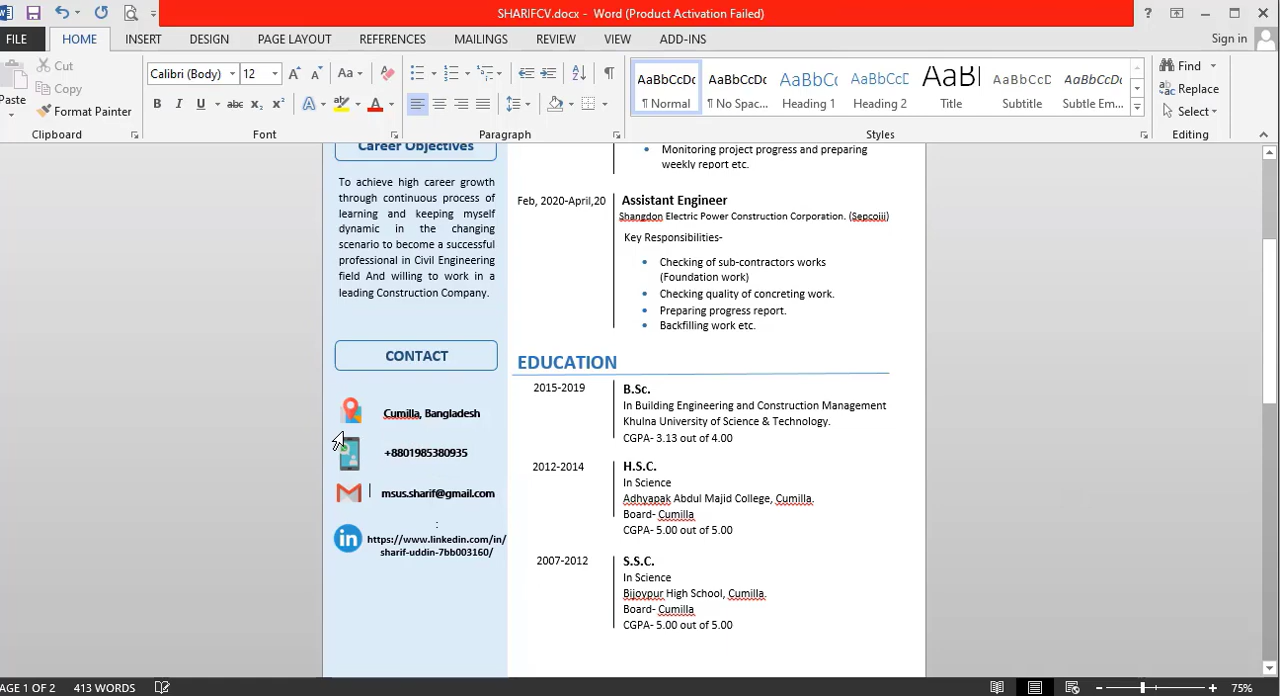 SHARIFCV.docx - Word (Product Activation Failed)
FILE HOME INSERT DESIGN PAGE LAYOUT REFERENCES MAILINGS REVIEW VIEW ADD-INS Sign in
Cut
Copy
Paste
Format Painter
Clipboard
Calibri (Body) 12
Font
Paragraph
AaBbCcDc AaBbCcDc AaBbCc AaBbCcD AaB AaBbCcD AaBbCcDc
¶ Normal ¶ No Spac... Heading 1 Heading 2 Title Subtitle Subtle Em...
Styles
Find
Replace
Select
Editing
Career Objectives
To achieve high career growth
through continuous process of
learning and keeping myself
dynamic in the changing
scenario to become a successful
professional in Civil Engineering
field And willing to work in a
leading Construction Company.
CONTACT
Cumilla, Bangladesh
+8801985380935
msus.sharif@gmail.com
:
https://www.linkedin.com/in/
sharif-uddin-7bb003160/
Monitoring project progress and preparing
weekly report etc.
Feb, 2020-April,20 Assistant Engineer
Shangdon Electric Power Construction Corporation. (Sepcoiii)
Key Responsibilities-
Checking of sub-contractors works
(Foundation work)
Checking quality of concreting work.
Preparing progress report.
Backfilling work etc.
EDUCATION
2015-2019 B.Sc.
In Building Engineering and Construction Management
Khulna University of Science & Technology.
CGPA- 3.13 out of 4.00
2012-2014 H.S.C.
In Science
Adhyapak Abdul Majid College, Cumilla.
Board- Cumilla
CGPA- 5.00 out of 5.00
2007-2012 S.S.C.
In Science
Bijoypur High School, Cumilla.
Board- Cumilla
CGPA- 5.00 out of 5.00
PAGE 1 OF 2 413 WORDS 75%